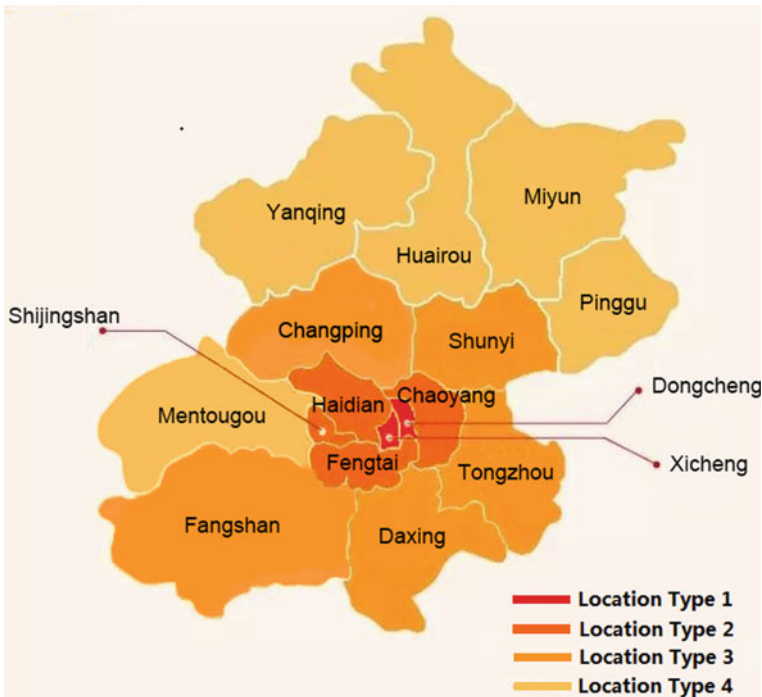 Yanqing
Miyun
Huairou
Pinggu
Shijingshan
Changping
Shunyi
Dongcheng
Chaoyang
Haidian
Mentougou
Fengtai
Xicheng
Tongzhou
Fangshan
Daxing
Location Type 1
Location Type 2
Location Type 3
Location Type 4